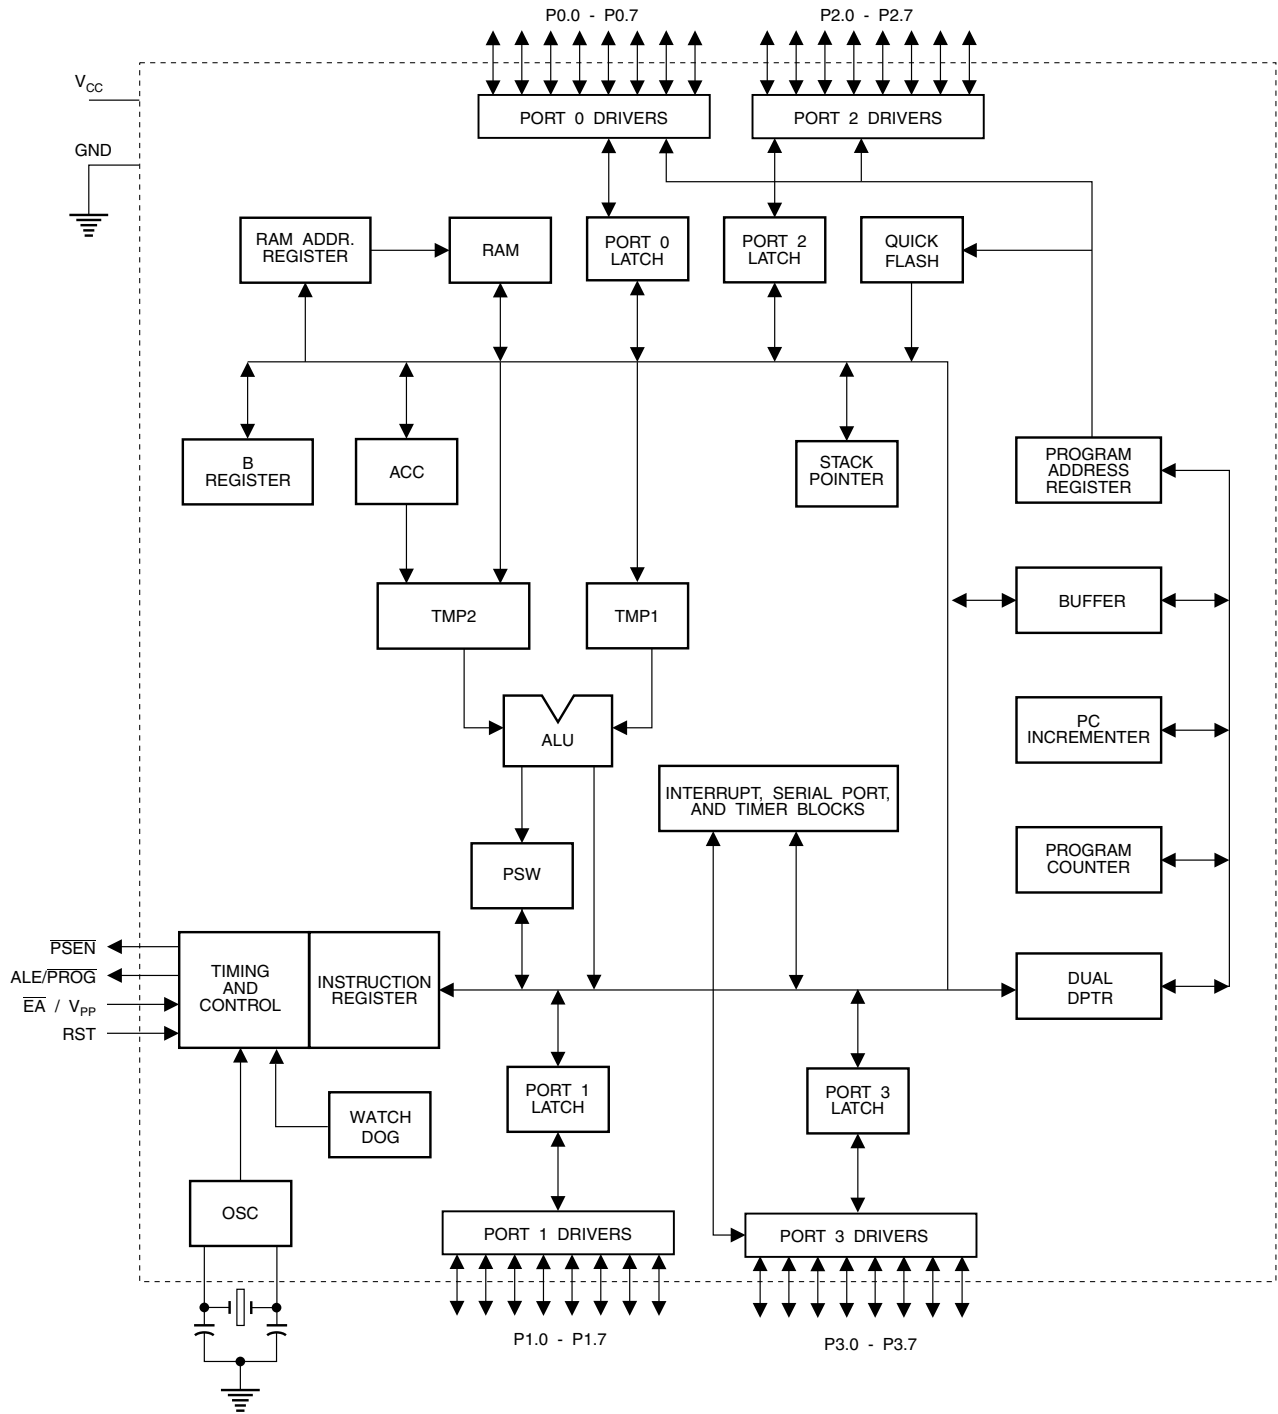 P0.0 - P0.7
P2.0 - P2.7
VCC
GND
PORT 0 DRIVERS
PORT 2 DRIVERS
RAM ADDR.
REGISTER
RAM
PORT 0
LATCH
PORT 2
LATCH
QUICK
FLASH
B
REGISTER
ACC
STACK
POINTER
PROGRAM
ADDRESS
REGISTER
TMP2
TMP1
BUFFER
ALU
PC
INCREMENTER
INTERRUPT, SERIAL PORT,
AND TIMER BLOCKS
PSW
PROGRAM
COUNTER
PSEN
ALE/PROG
EA / VPP
RST
TIMING
AND
CONTROL
INSTRUCTION
REGISTER
DUAL
DPTR
PORT 1
LATCH
PORT 3
LATCH
WATCH
DOG
OSC
PORT 1 DRIVERS
PORT 3 DRIVERS
P1.0 - P1.7
P3.0 - P3.7